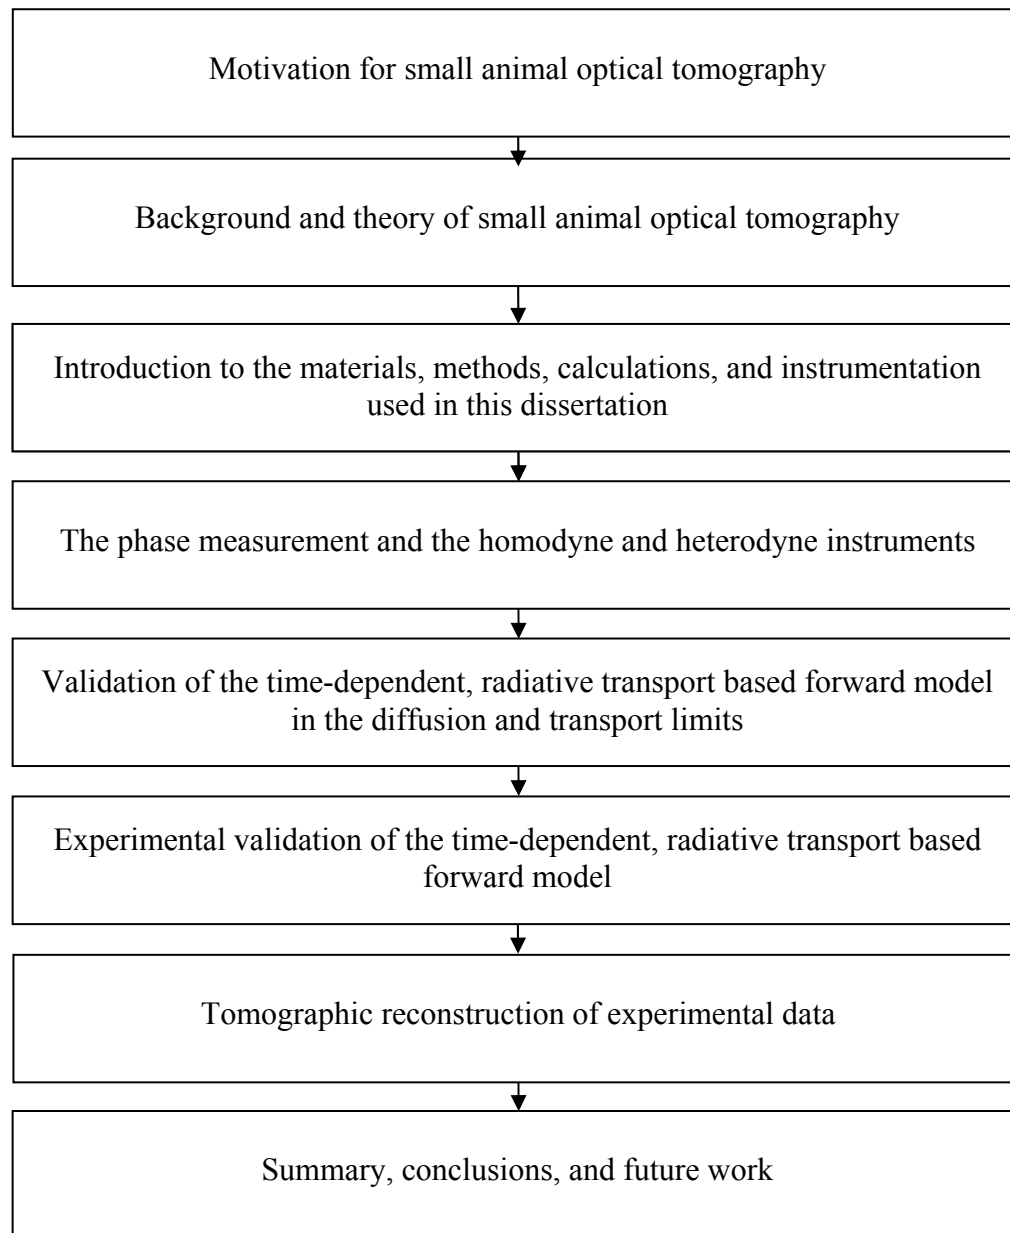 Motivation for small animal optical tomography
Background and theory of small animal optical tomography
Introduction to the materials, methods, calculations, and instrumentation
used in this dissertation
The phase measurement and the homodyne and heterodyne instruments
Validation of the time-dependent, radiative transport based forward model
in the diffusion and transport limits
Experimental validation of the time-dependent, radiative transport based
forward model
Tomographic reconstruction of experimental data
Summary, conclusions, and future work